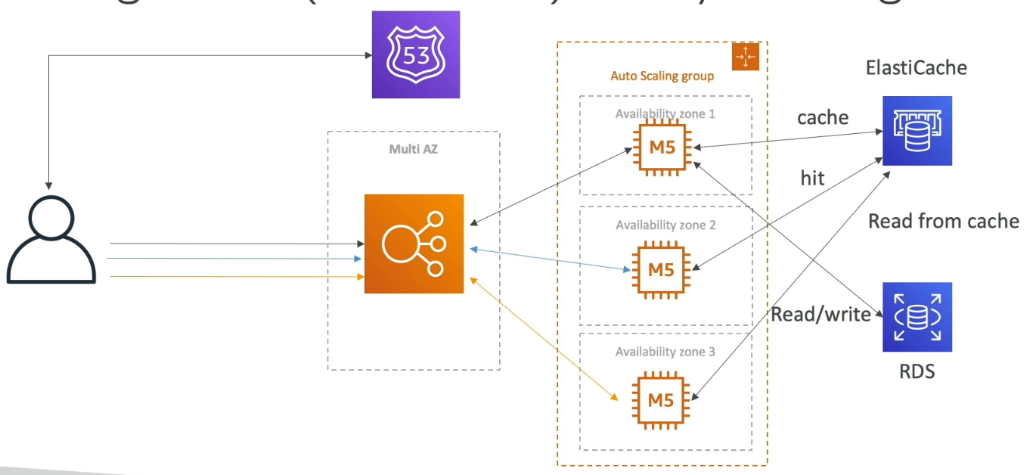 53
ElastiCache
Auto Scaling group
Availability zone 1
cache
M5
Multi AZ
hit
Availability zone 2
Read from cache
M5
Read/write
Availability zone 3
RDS
M5